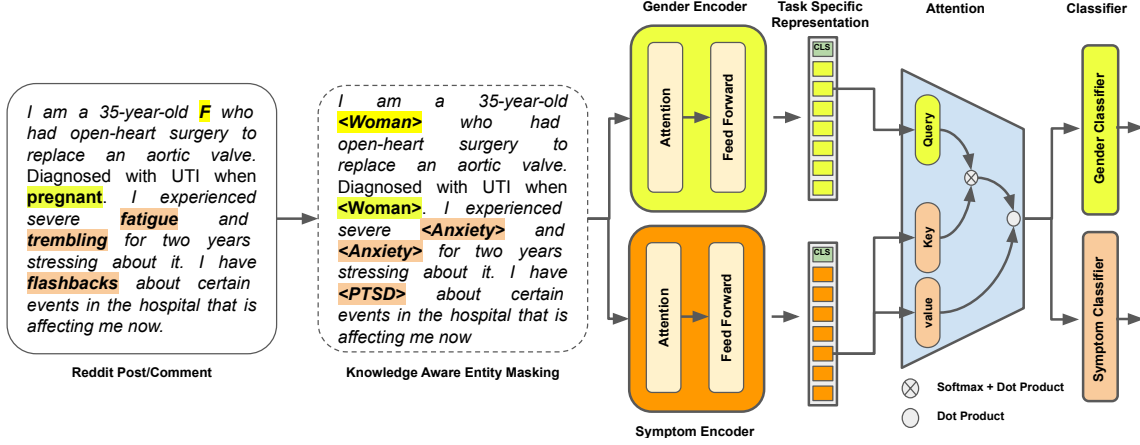 I am a 35-year-old F who
had open-heart surgery to
replace an aortic valve.
Diagnosed with UTI when
pregnant. I experienced
severe fatigue and
trembling for two years
stressing about it. I have
flashbacks about certain
events in the hospital that is
affecting me now.
Reddit Post/Comment
I am a 35-year-old
<Woman> who had
open-heart surgery to
replace an aortic valve.
Diagnosed with UTI when
<Woman>. I experienced
severe <Anxiety> and
<Anxiety> for two years
stressing about it. I have
<PTSD> about certain
events in the hospital that is
affecting me now
Knowledge Aware Entity Masking
Gender Encoder
Attention
Feed Forward
Attention
Feed Forward
Symptom Encoder
Task Specific
Representation
CLS
CLS
Attention
Query
Key
value
Softmax + Dot Product
Dot Product
Classifier
Gender Classifier
Symptom Classifier